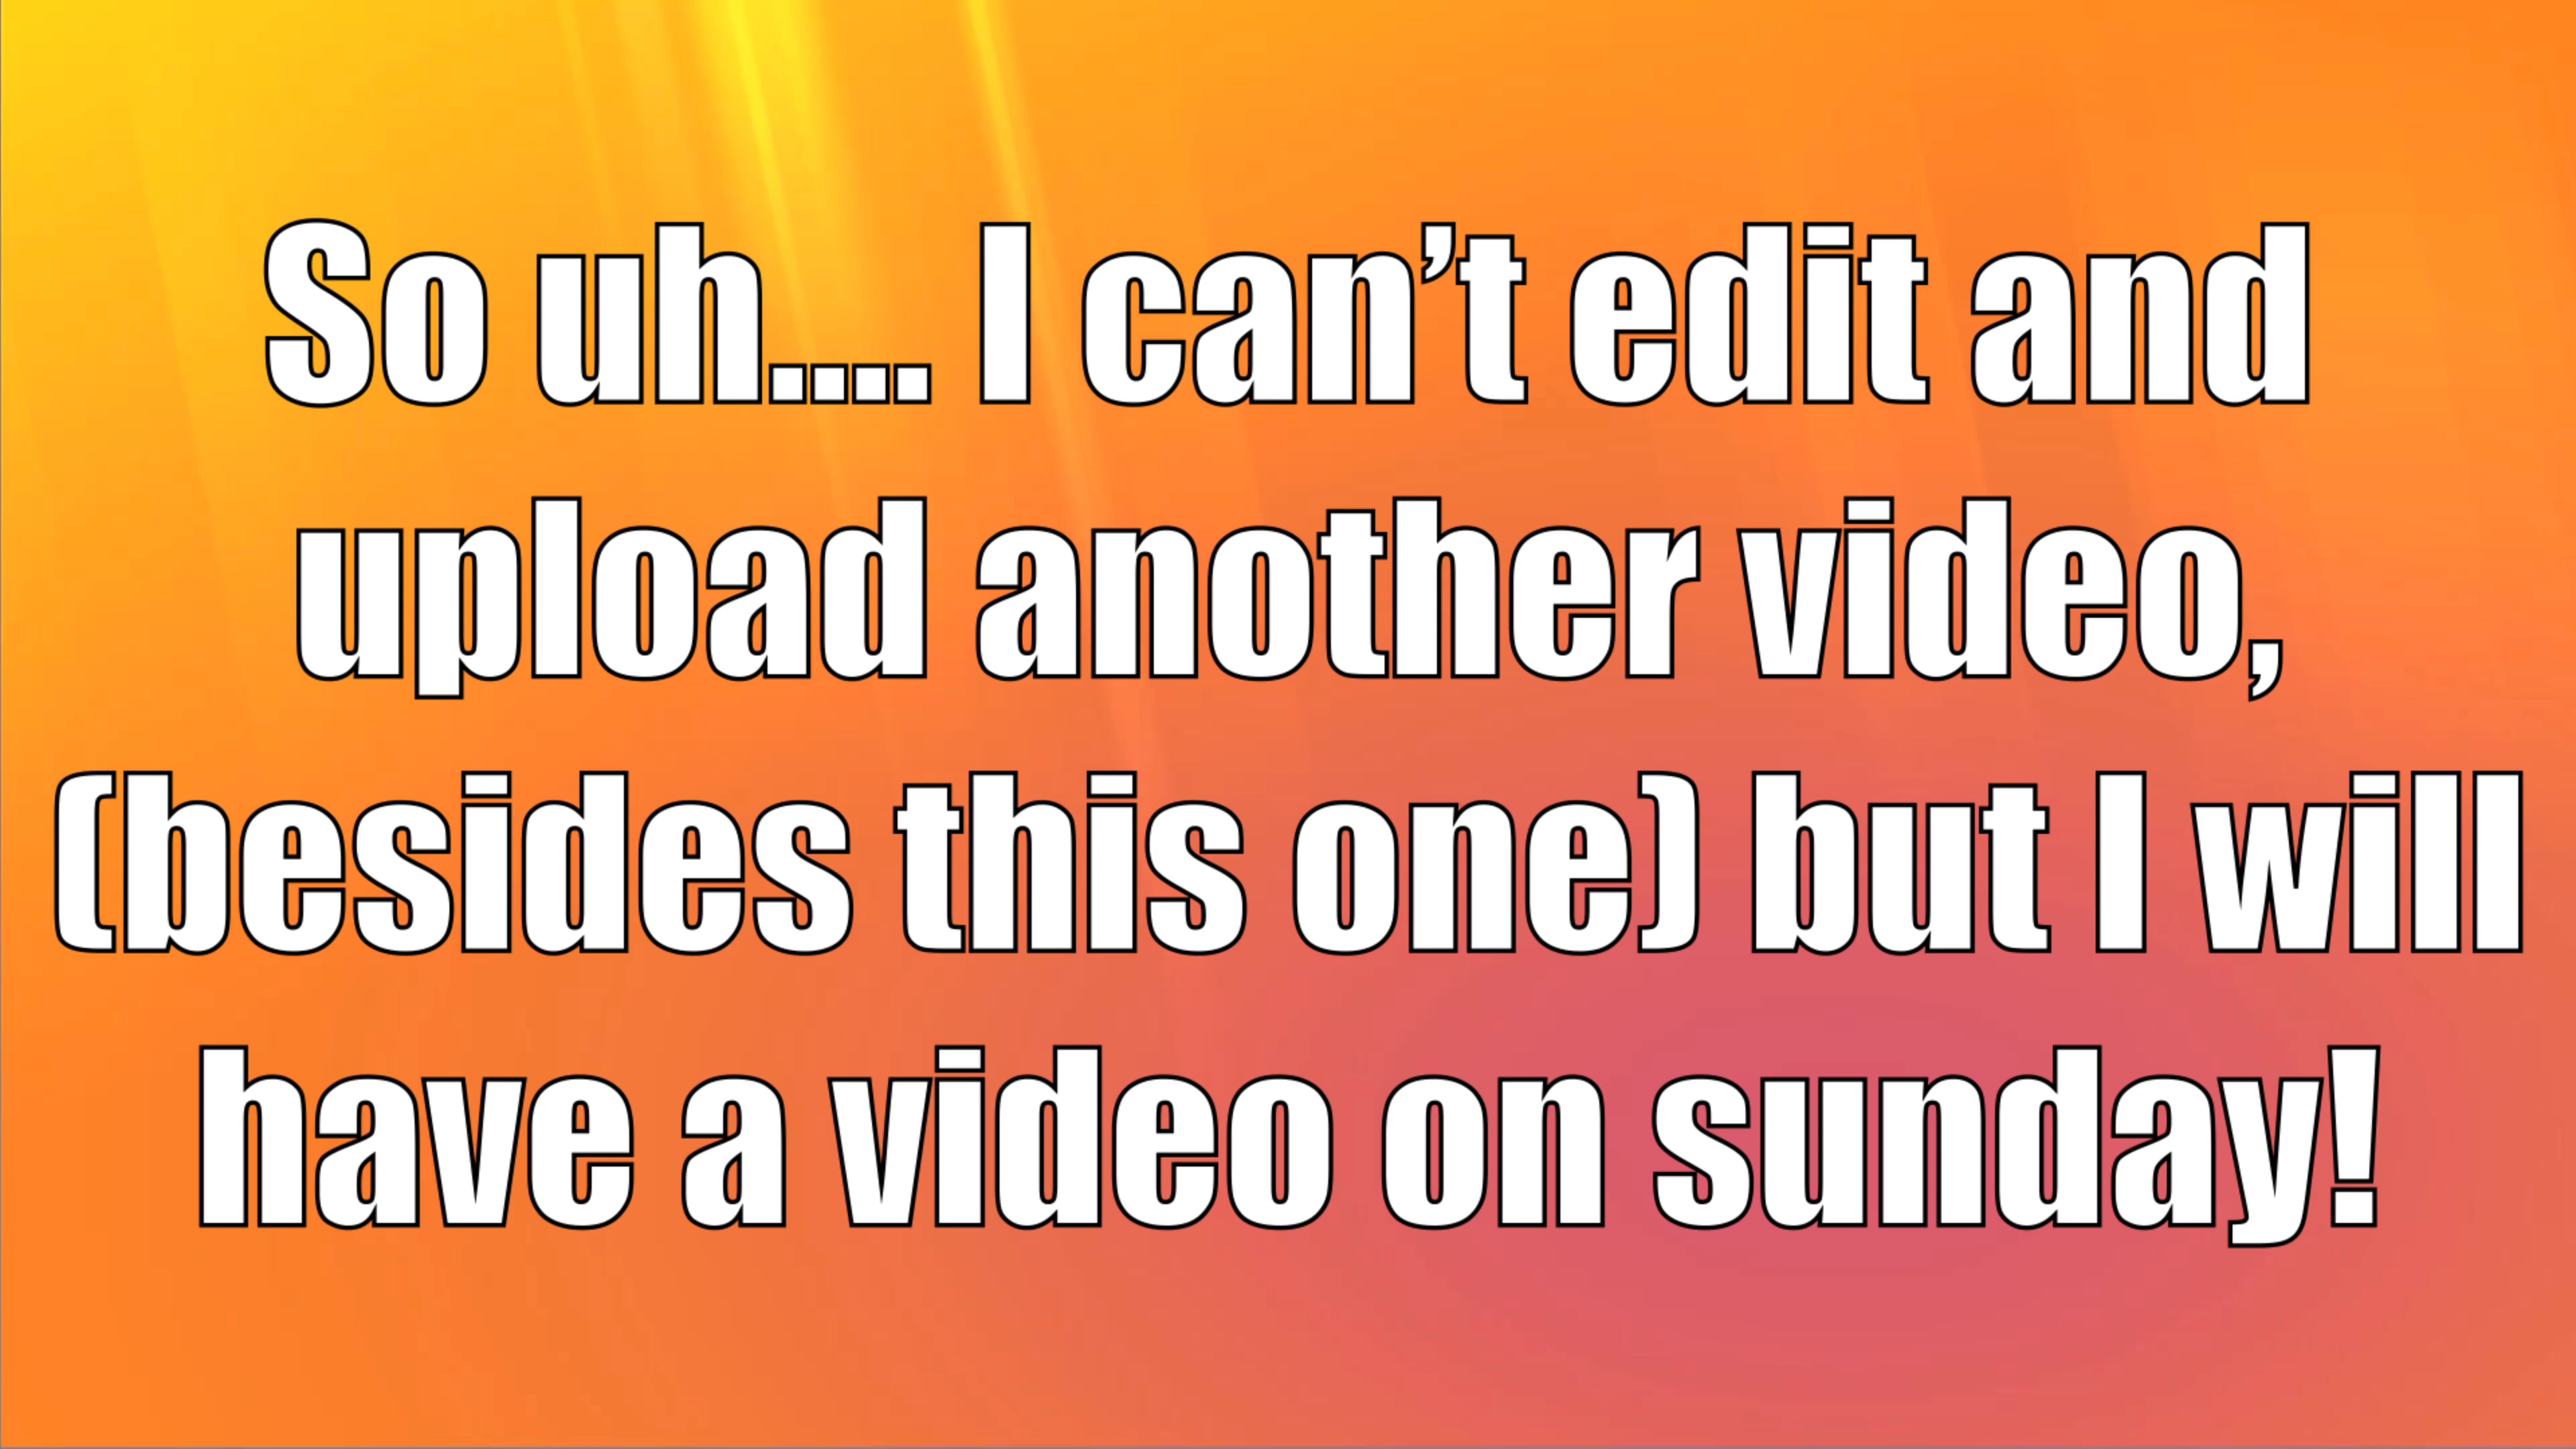 So uh.... I can’t edit and
upload another video,
(besides this one) but I will
have a video on sunday!